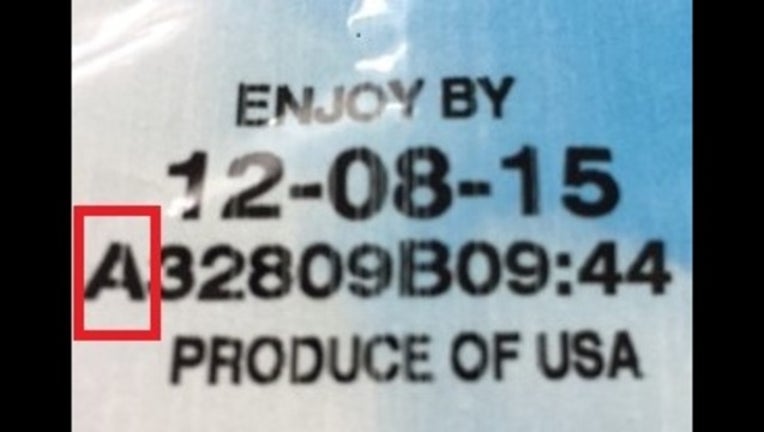 ENJOY BY
12-08-15
A32809B09:44
PRODUCE OF USA